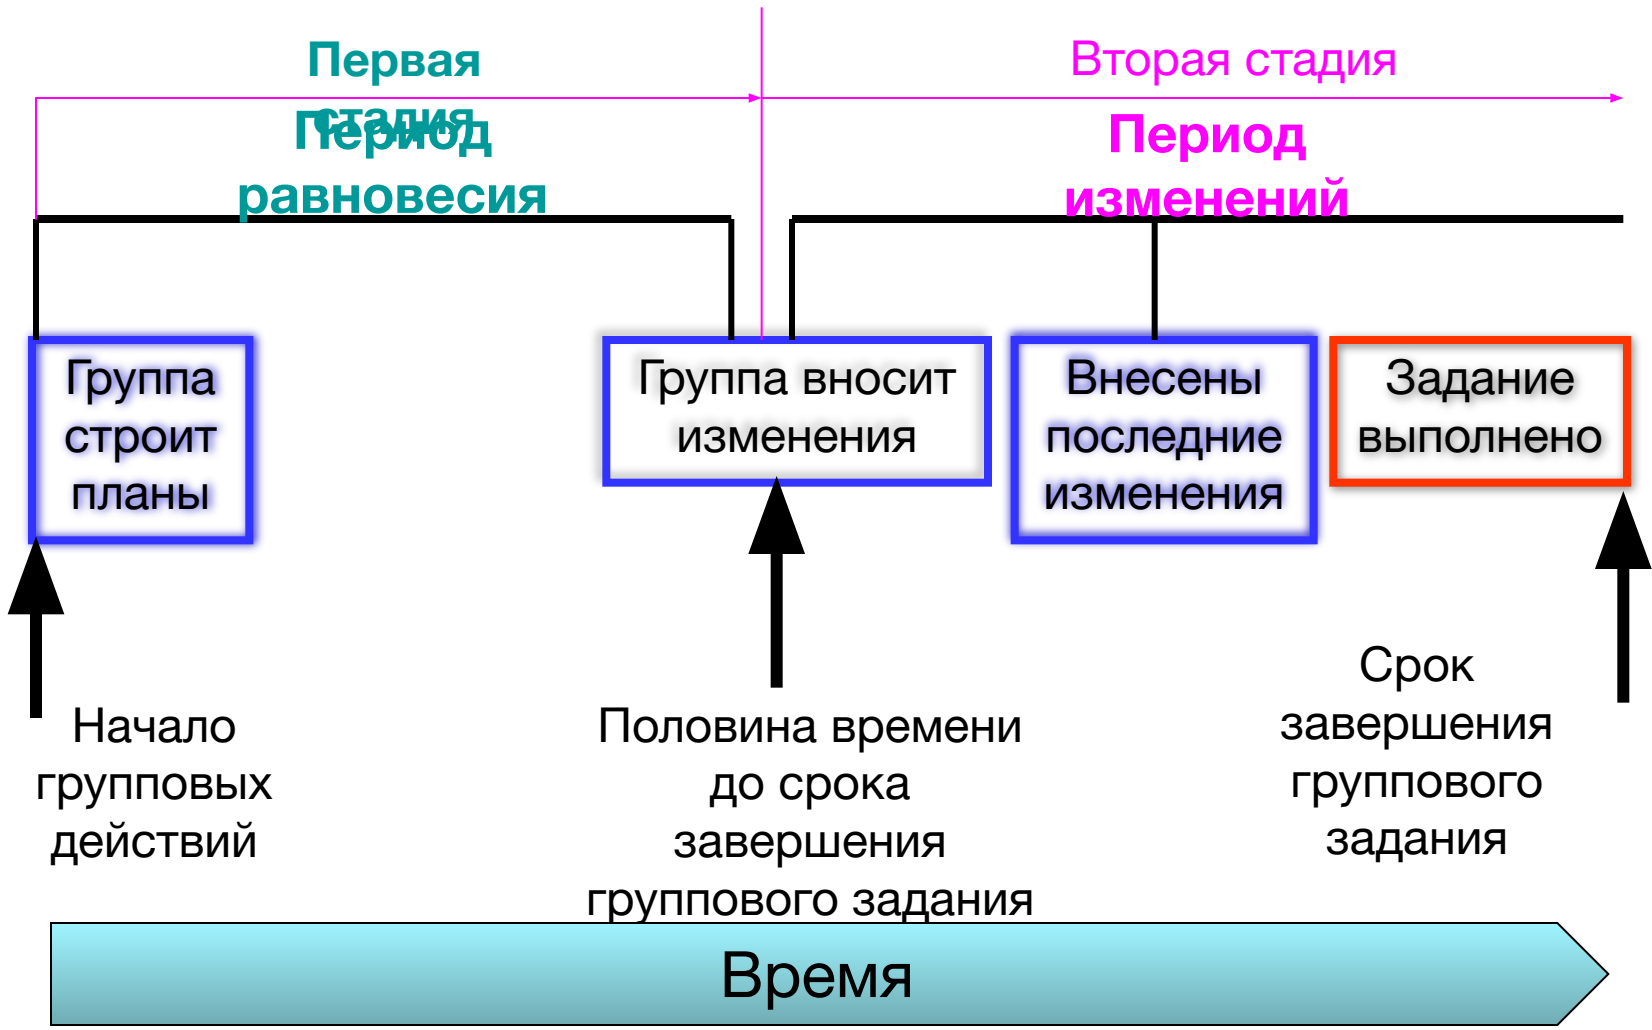 Первая
стадия
Период
равновесия
Вторая стадия
Период
изменений
Группа
строит
планы
Группа вносит
изменения
Внесены
последние
изменения
Задание
выполнено
Начало
групповых
действий
Половина времени
до срока
завершения
группового задания
Срок
завершения
группового
задания
Время